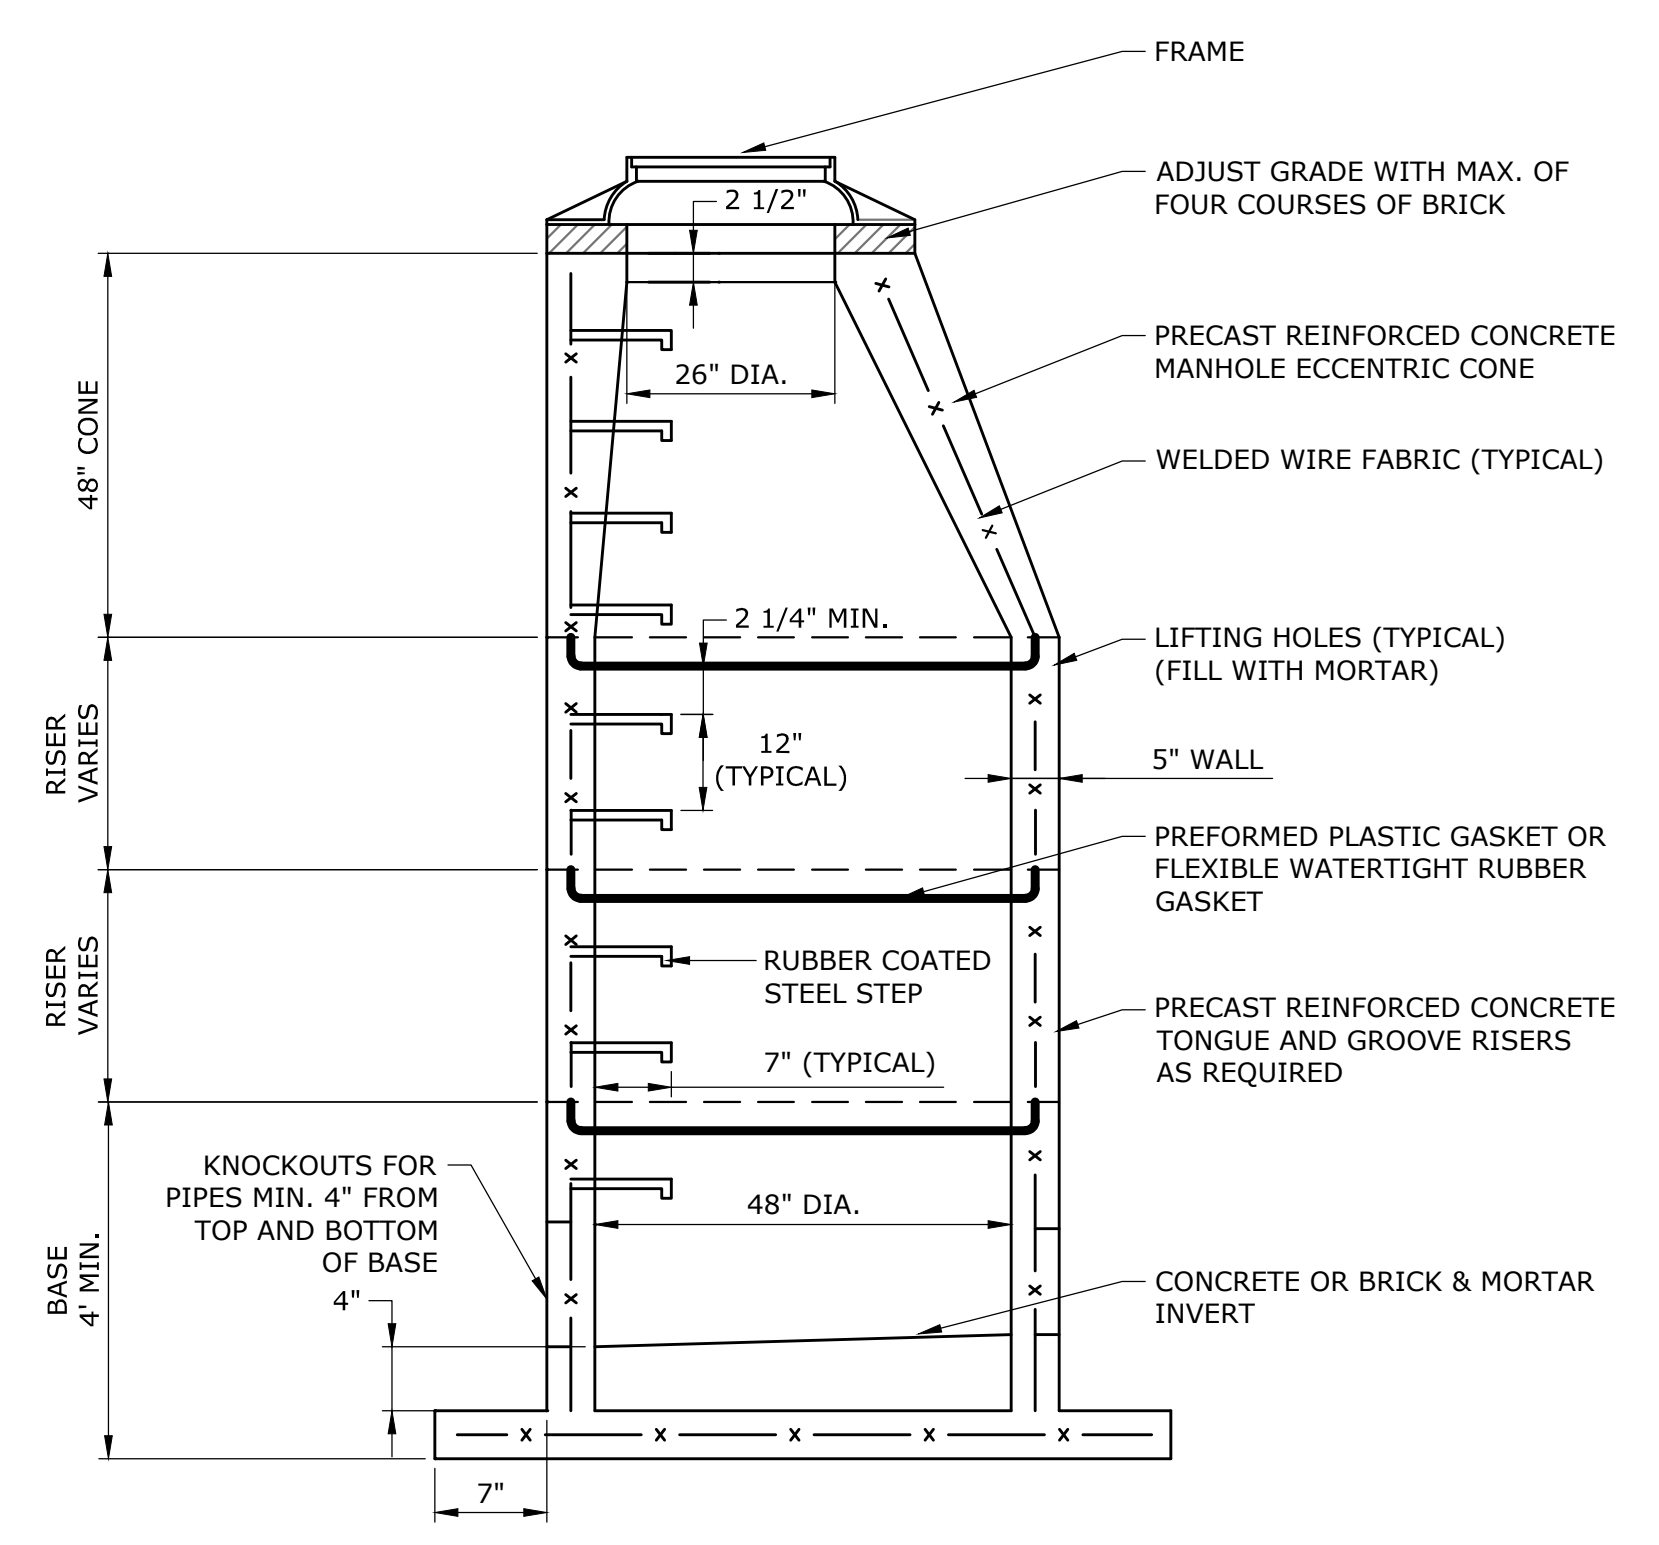 FRAME
ADJUST GRADE WITH MAX. OF
FOUR COURSES OF BRICK
2 1/2"
PRECAST REINFORCED CONCRETE
MANHOLE ECCENTRIC CONE
26" DIA.
48" CONE
WELDED WIRE FABRIC (TYPICAL)
2 1/4" MIN.
LIFTING HOLES (TYPICAL)
(FILL WITH MORTAR)
RISER
VARIES
12"
(TYPICAL)
5" WALL
PREFORMED PLASTIC GASKET OR
FLEXIBLE WATERTIGHT RUBBER
GASKET
RISER
VARIES
RUBBER COATED
STEEL STEP
PRECAST REINFORCED CONCRETE
TONGUE AND GROOVE RISERS
AS REQUIRED
7" (TYPICAL)
KNOCKOUTS FOR
PIPES MIN. 4" FROM
TOP AND BOTTOM
OF BASE
48" DIA.
BASE
4' MIN.
4"
CONCRETE OR BRICK & MORTAR
INVERT
7"